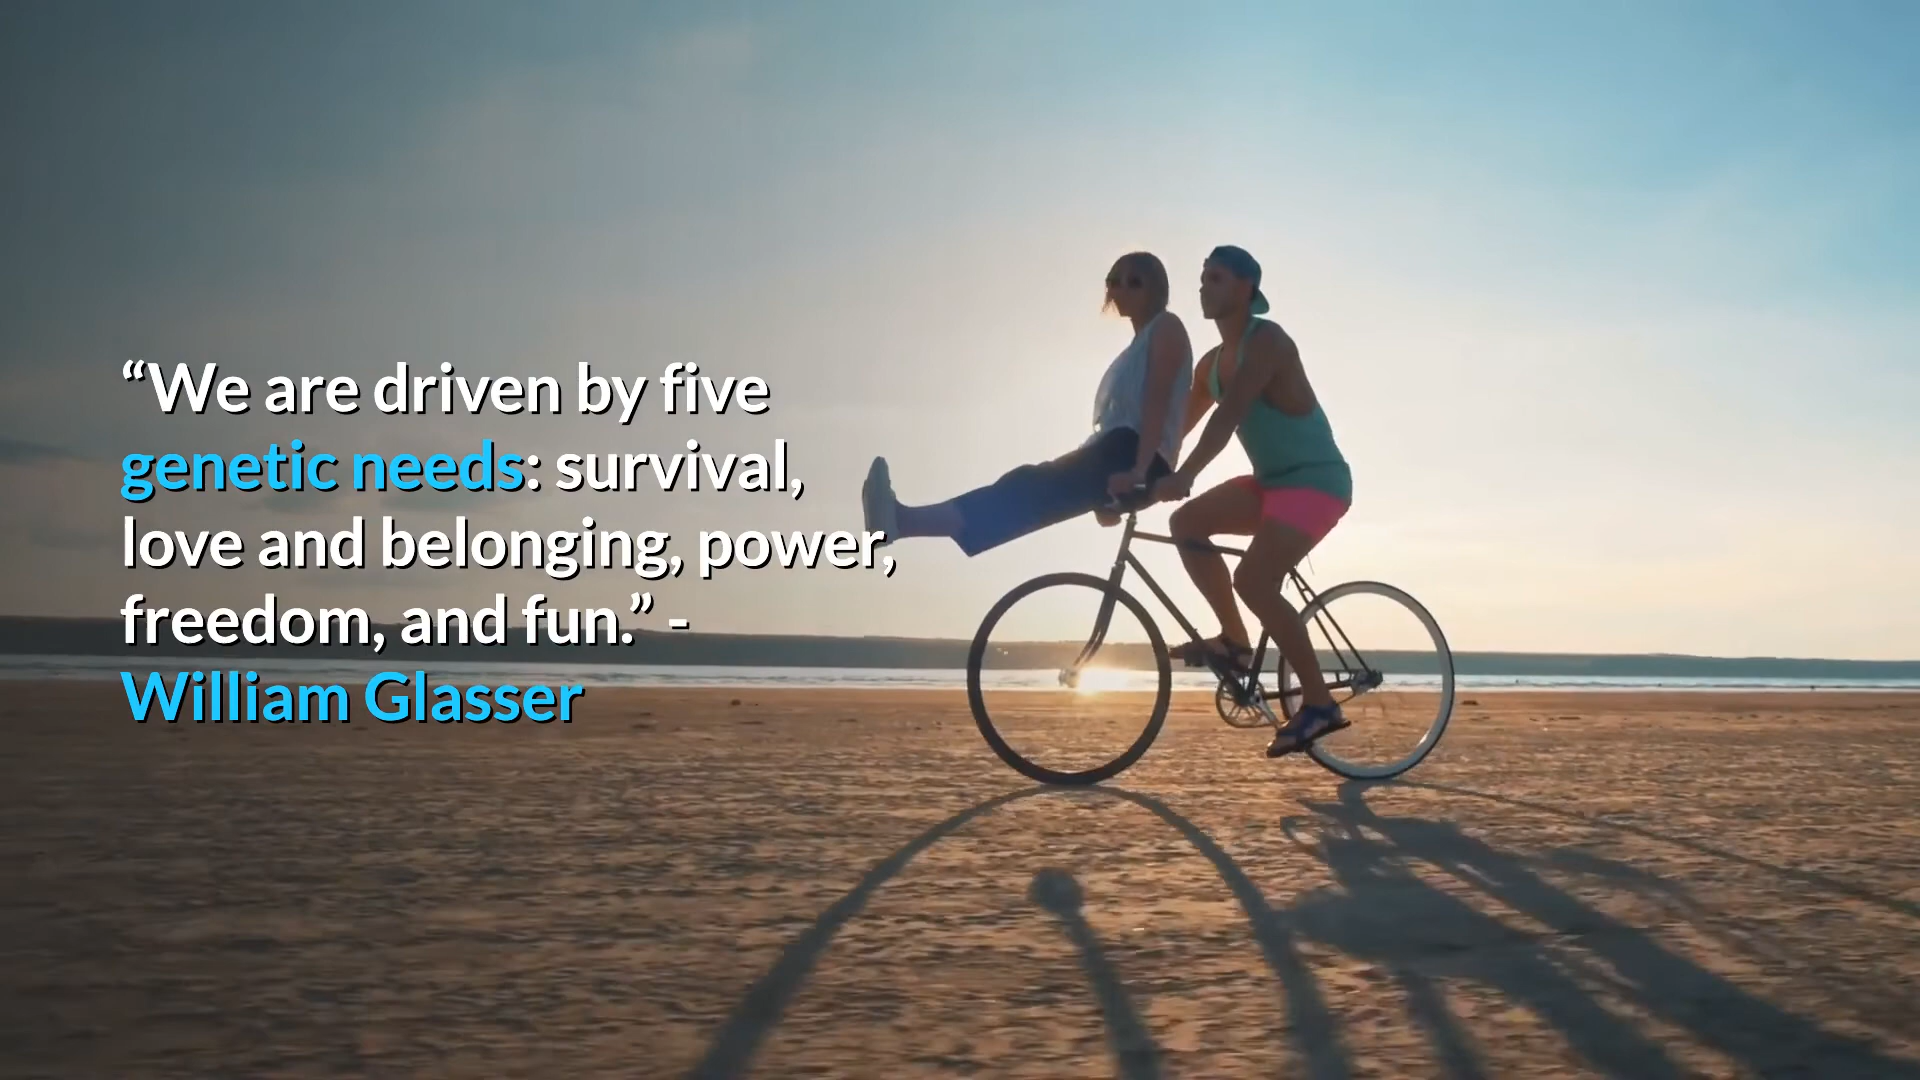 “We are driven by five
genetic needs: survival,
love and belonging, power,
freedom, and fun.” -
William Glasser